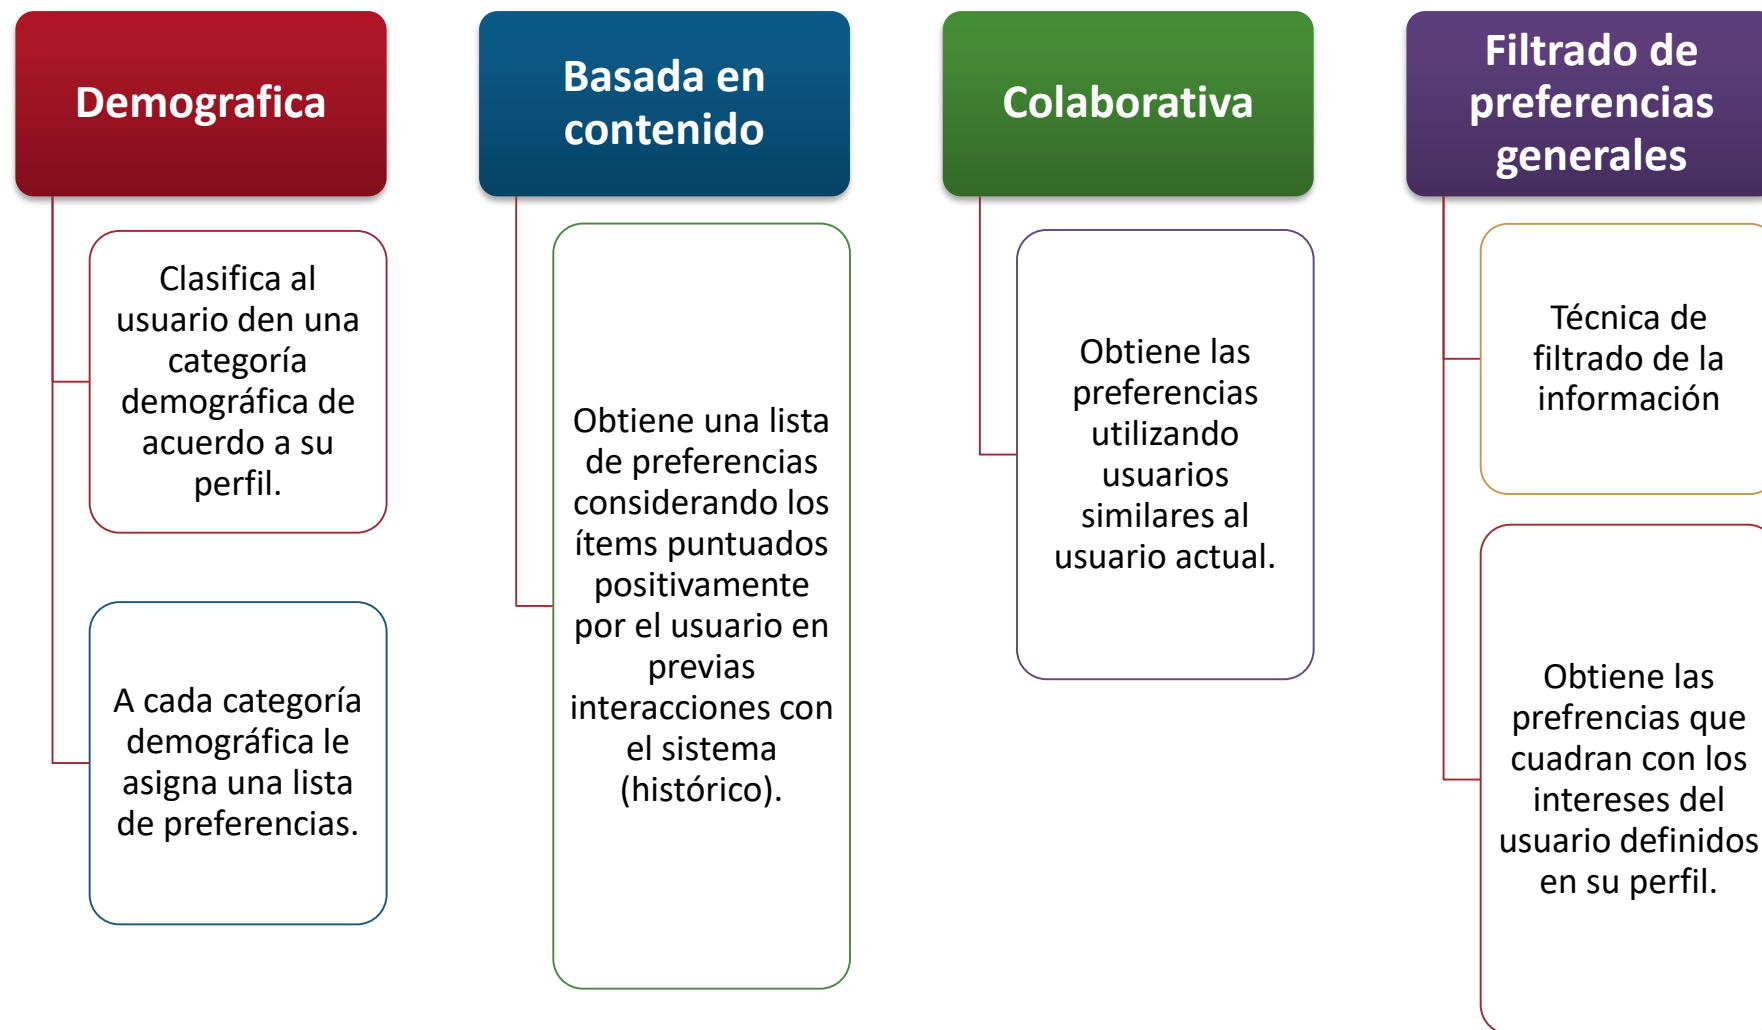 Demografica
Clasifica al
usuario den una
categoría
demográfica de
acuerdo a su
perfil.
A cada categoría
demográfica le
asigna una lista
de preferencias.
Basada en
contenido
Obtiene una lista
de preferencias
considerando los
ítems puntuados
positivamente
por el usuario en
previas
interacciones con
el sistema
(histórico).
Colaborativa
Obtiene las
preferencias
utilizando
usuarios
similares al
usuario actual.
Filtrado de
preferencias
generales
Técnica de
filtrado de la
información
Obtiene las
prefrencias que
cuadran con los
intereses del
usuario definidos
en su perfil.